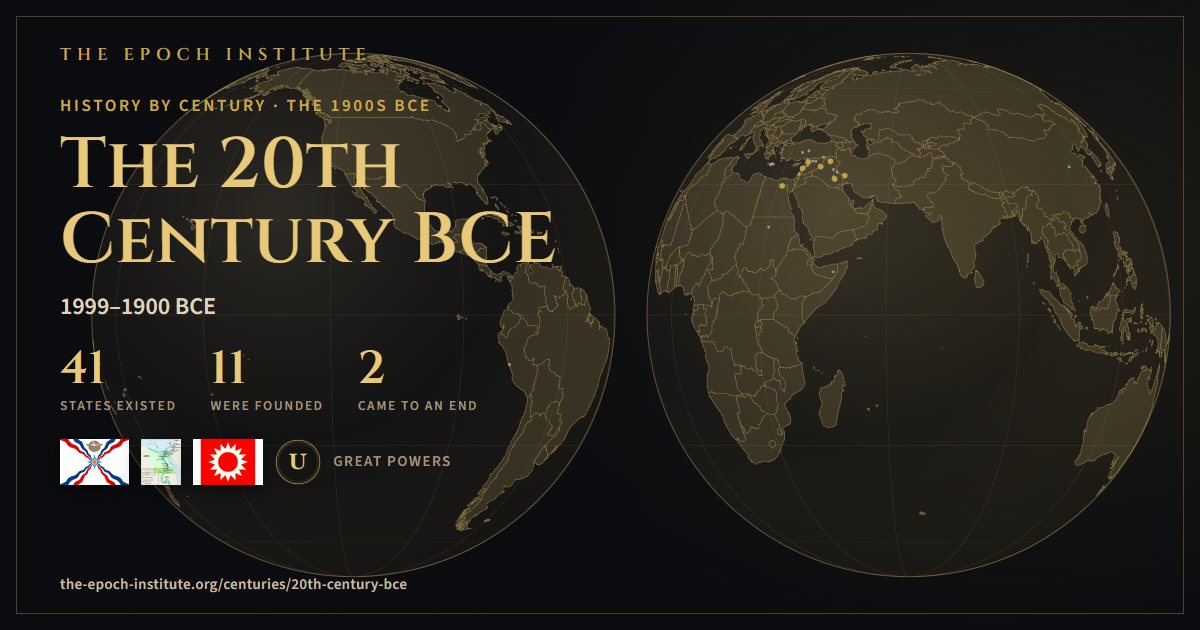 THE EPOCH INSTITUTE
HISTORY BY CENTURY · THE 1900S BCE
THE 20TH
CENTURY BCE
1999–1900 BCE
41 11 2
STATES EXISTED WERE FOUNDED CAME TO AN END
U GREAT POWERS
the-epoch-institute.org/centuries/20th-century-bce